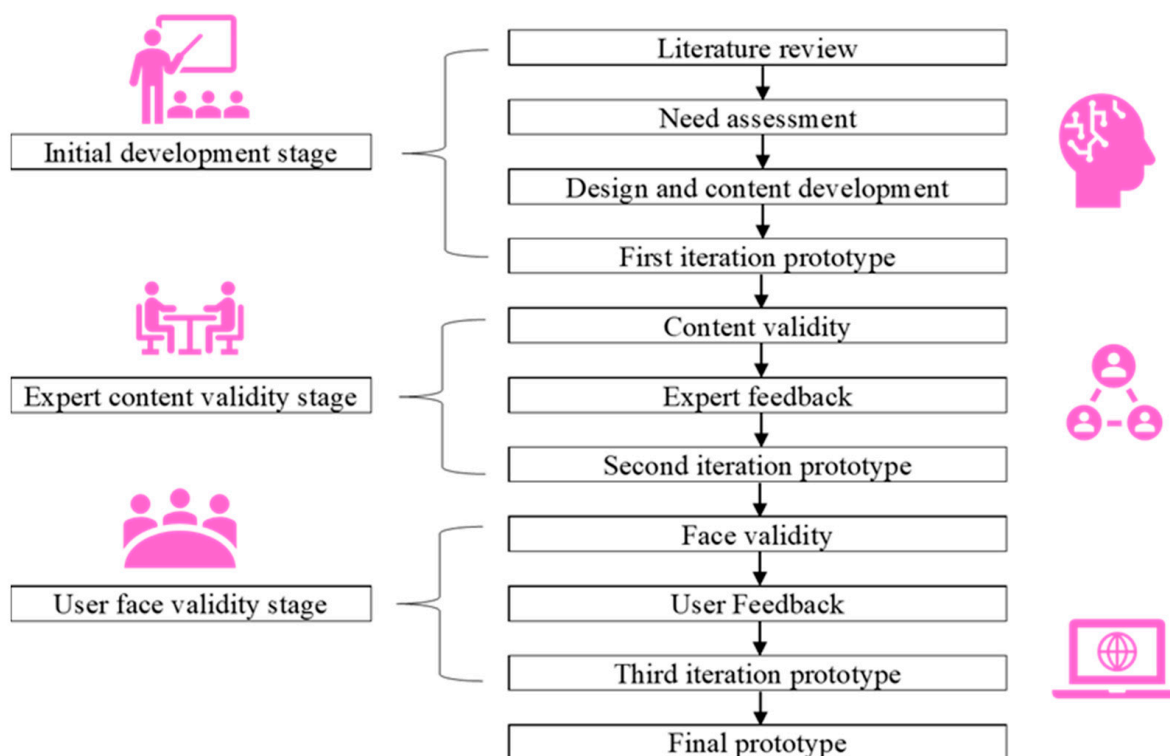 Literature review
Need assessment
Initial development stage
Design and content development
First iteration prototype
Content validity
Expert content validity stage
Expert feedback
Second iteration prototype
Face validity
User face validity stage
User Feedback
Third iteration prototype
Final prototype